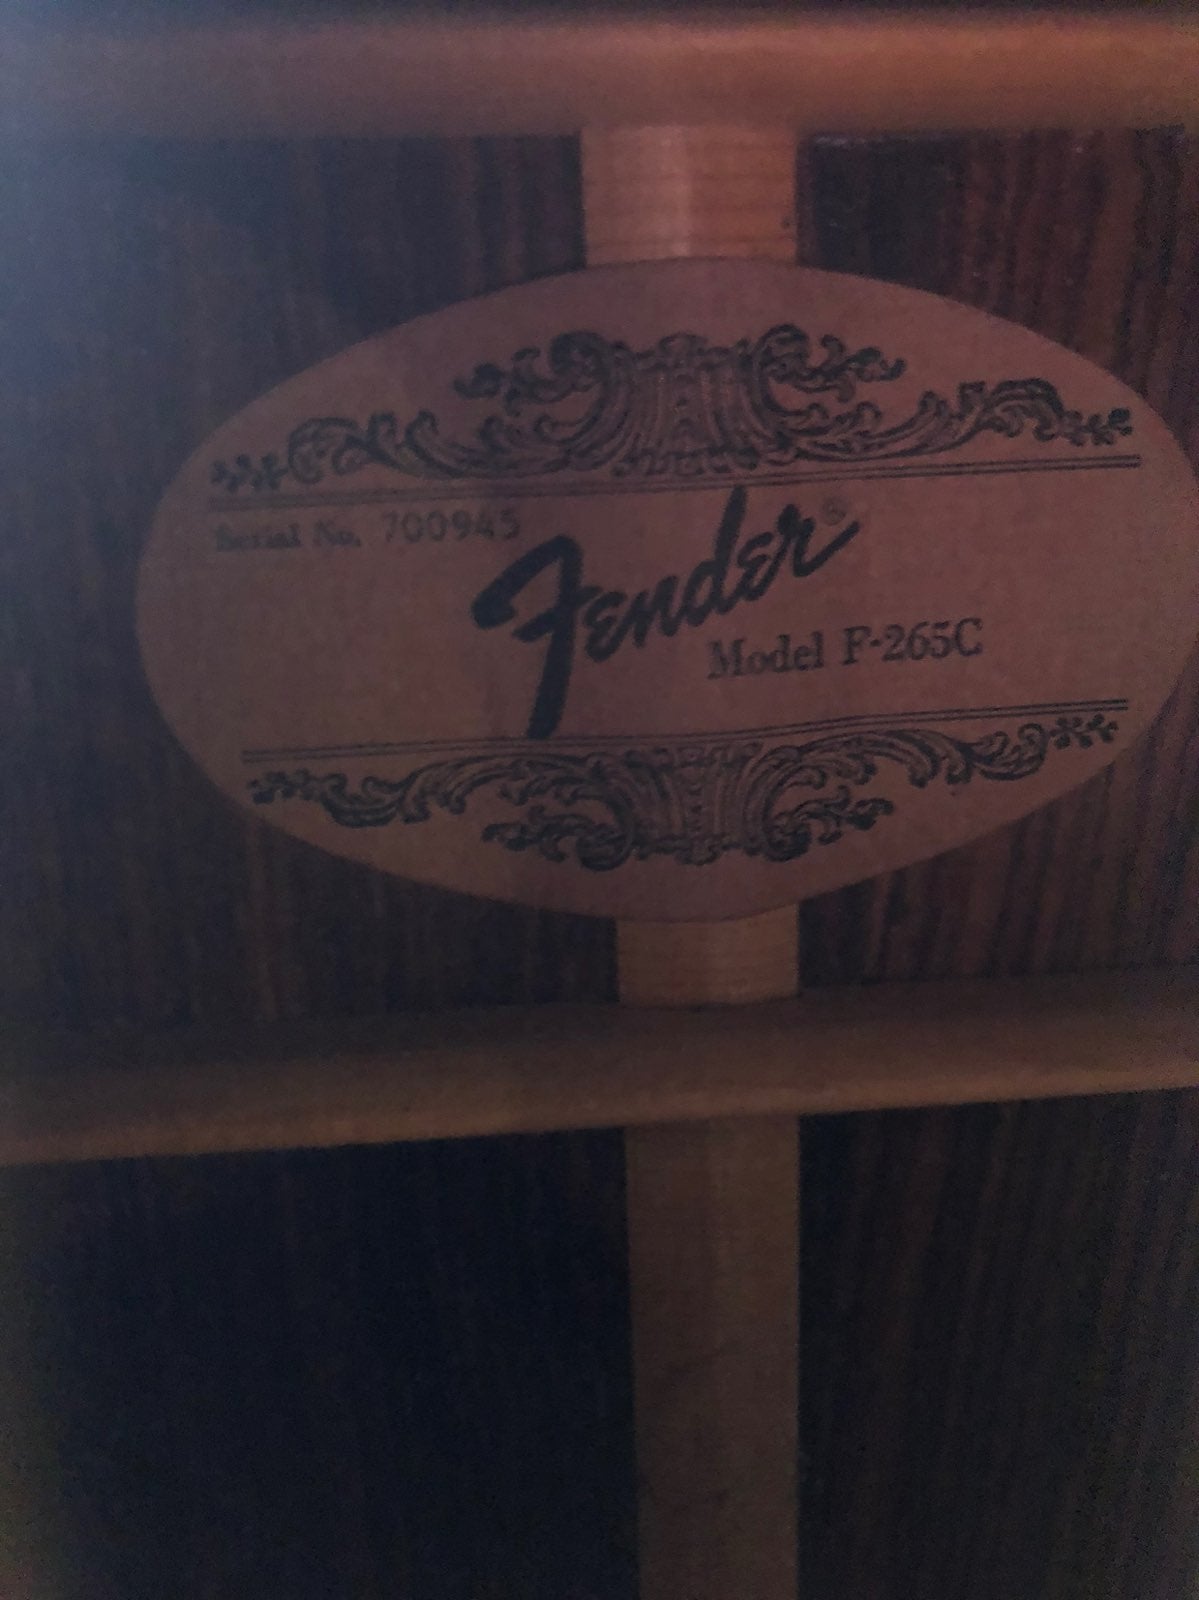 Serial No. 700945
Fender®
Model F-265C